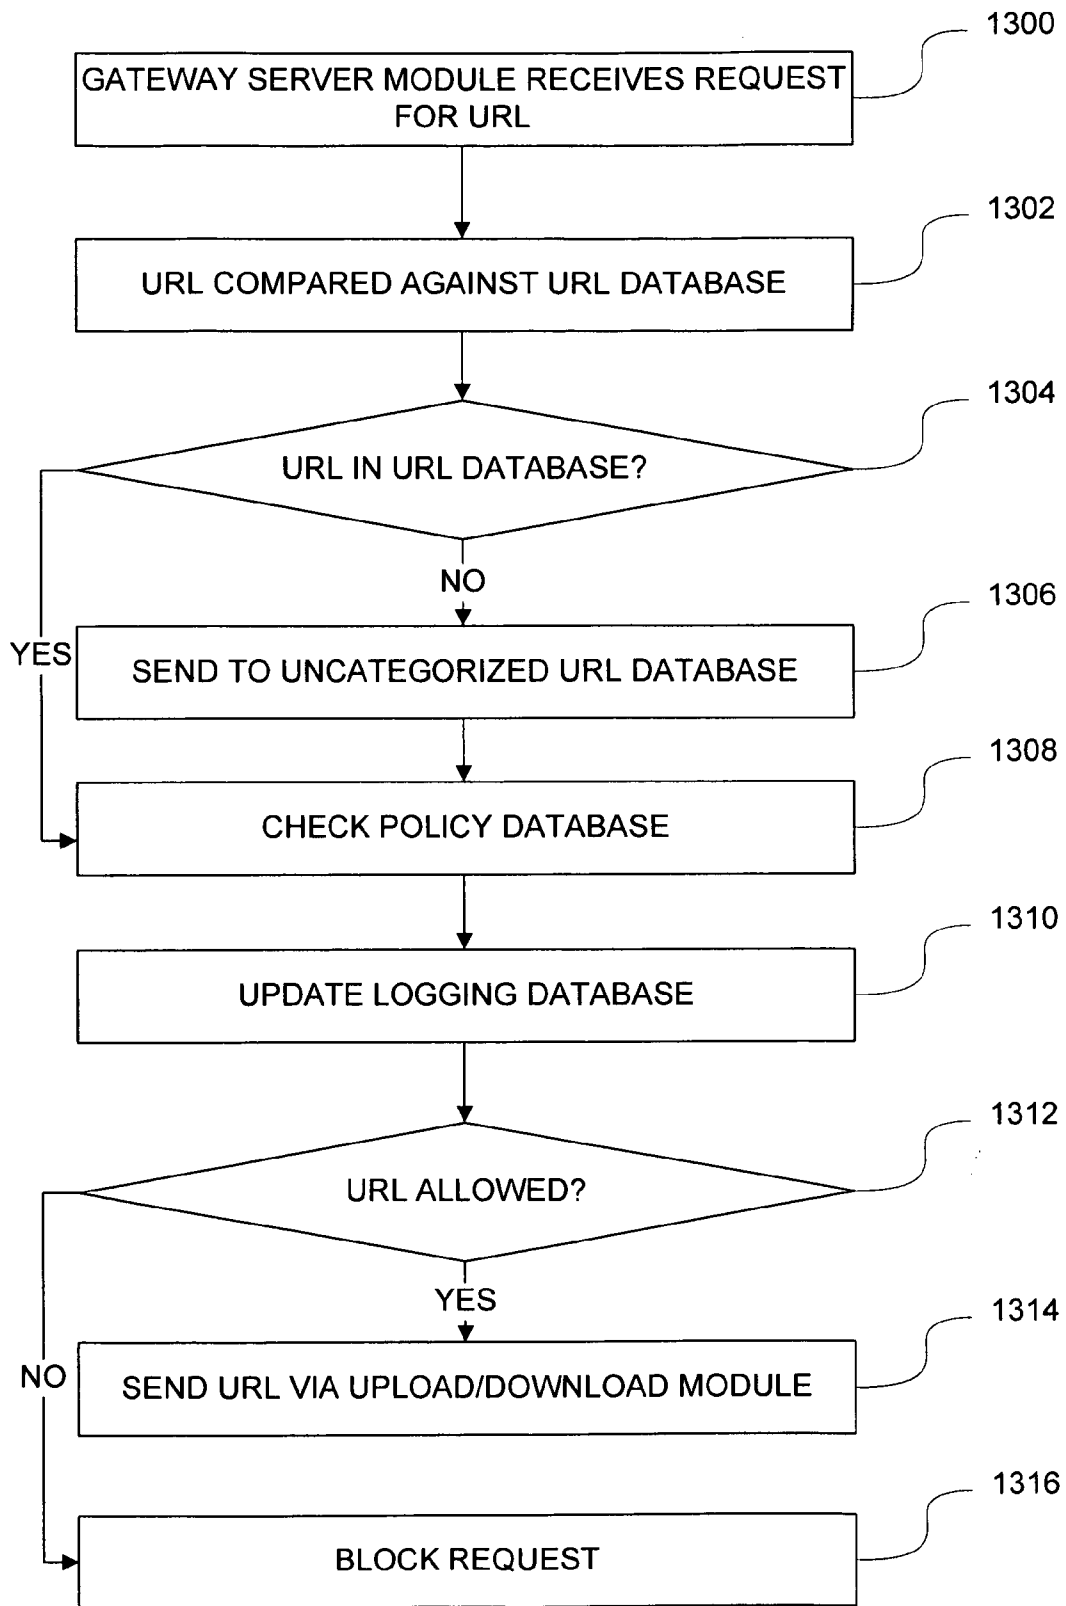 1300
GATEWAY SERVER MODULE RECEIVES REQUEST
FOR URL
1302
URL COMPARED AGAINST URL DATABASE
1304
URL IN URL DATABASE?
NO
1306
YES
SEND TO UNCATEGORIZED URL DATABASE
1308
CHECK POLICY DATABASE
1310
UPDATE LOGGING DATABASE
1312
URL ALLOWED?
YES
1314
NO
SEND URL VIA UPLOAD/DOWNLOAD MODULE
1316
BLOCK REQUEST